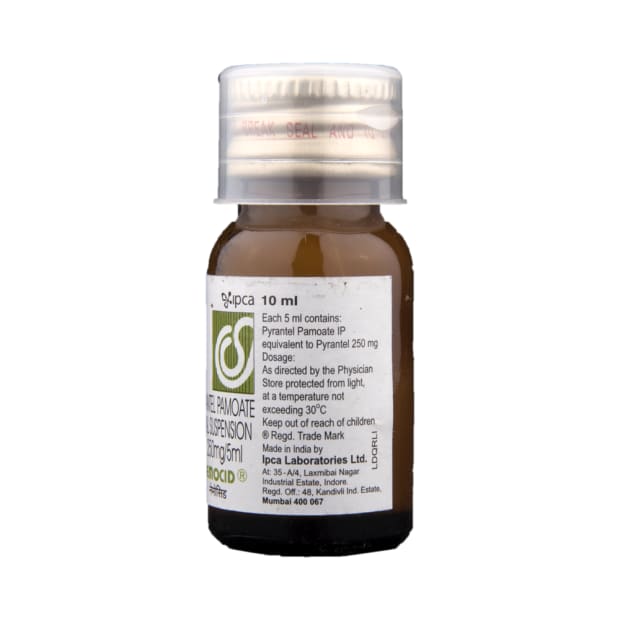 BREAK SEAL AND
ipca 10 ml
Each 5 ml contains:
Pyrantel Pamoate IP
equivalent to Pyrantel 250 mg
Dosage:
As directed by the Physician
Store protected from light,
at a temperature not
exceeding 30°C
Keep out of reach of children
® Regd. Trade Mark
Made in India by
Ipca Laboratories Ltd.
At: 35-A/4, Laxmibai Nagar
Industrial Estate, Indore.
Regd. Off.: 48, Kandivli Ind. Estate,
Mumbai 400 067
LDQRLI
NTEL PAMOATE
L SUSPENSION
250mg/5ml
EMOCID ®